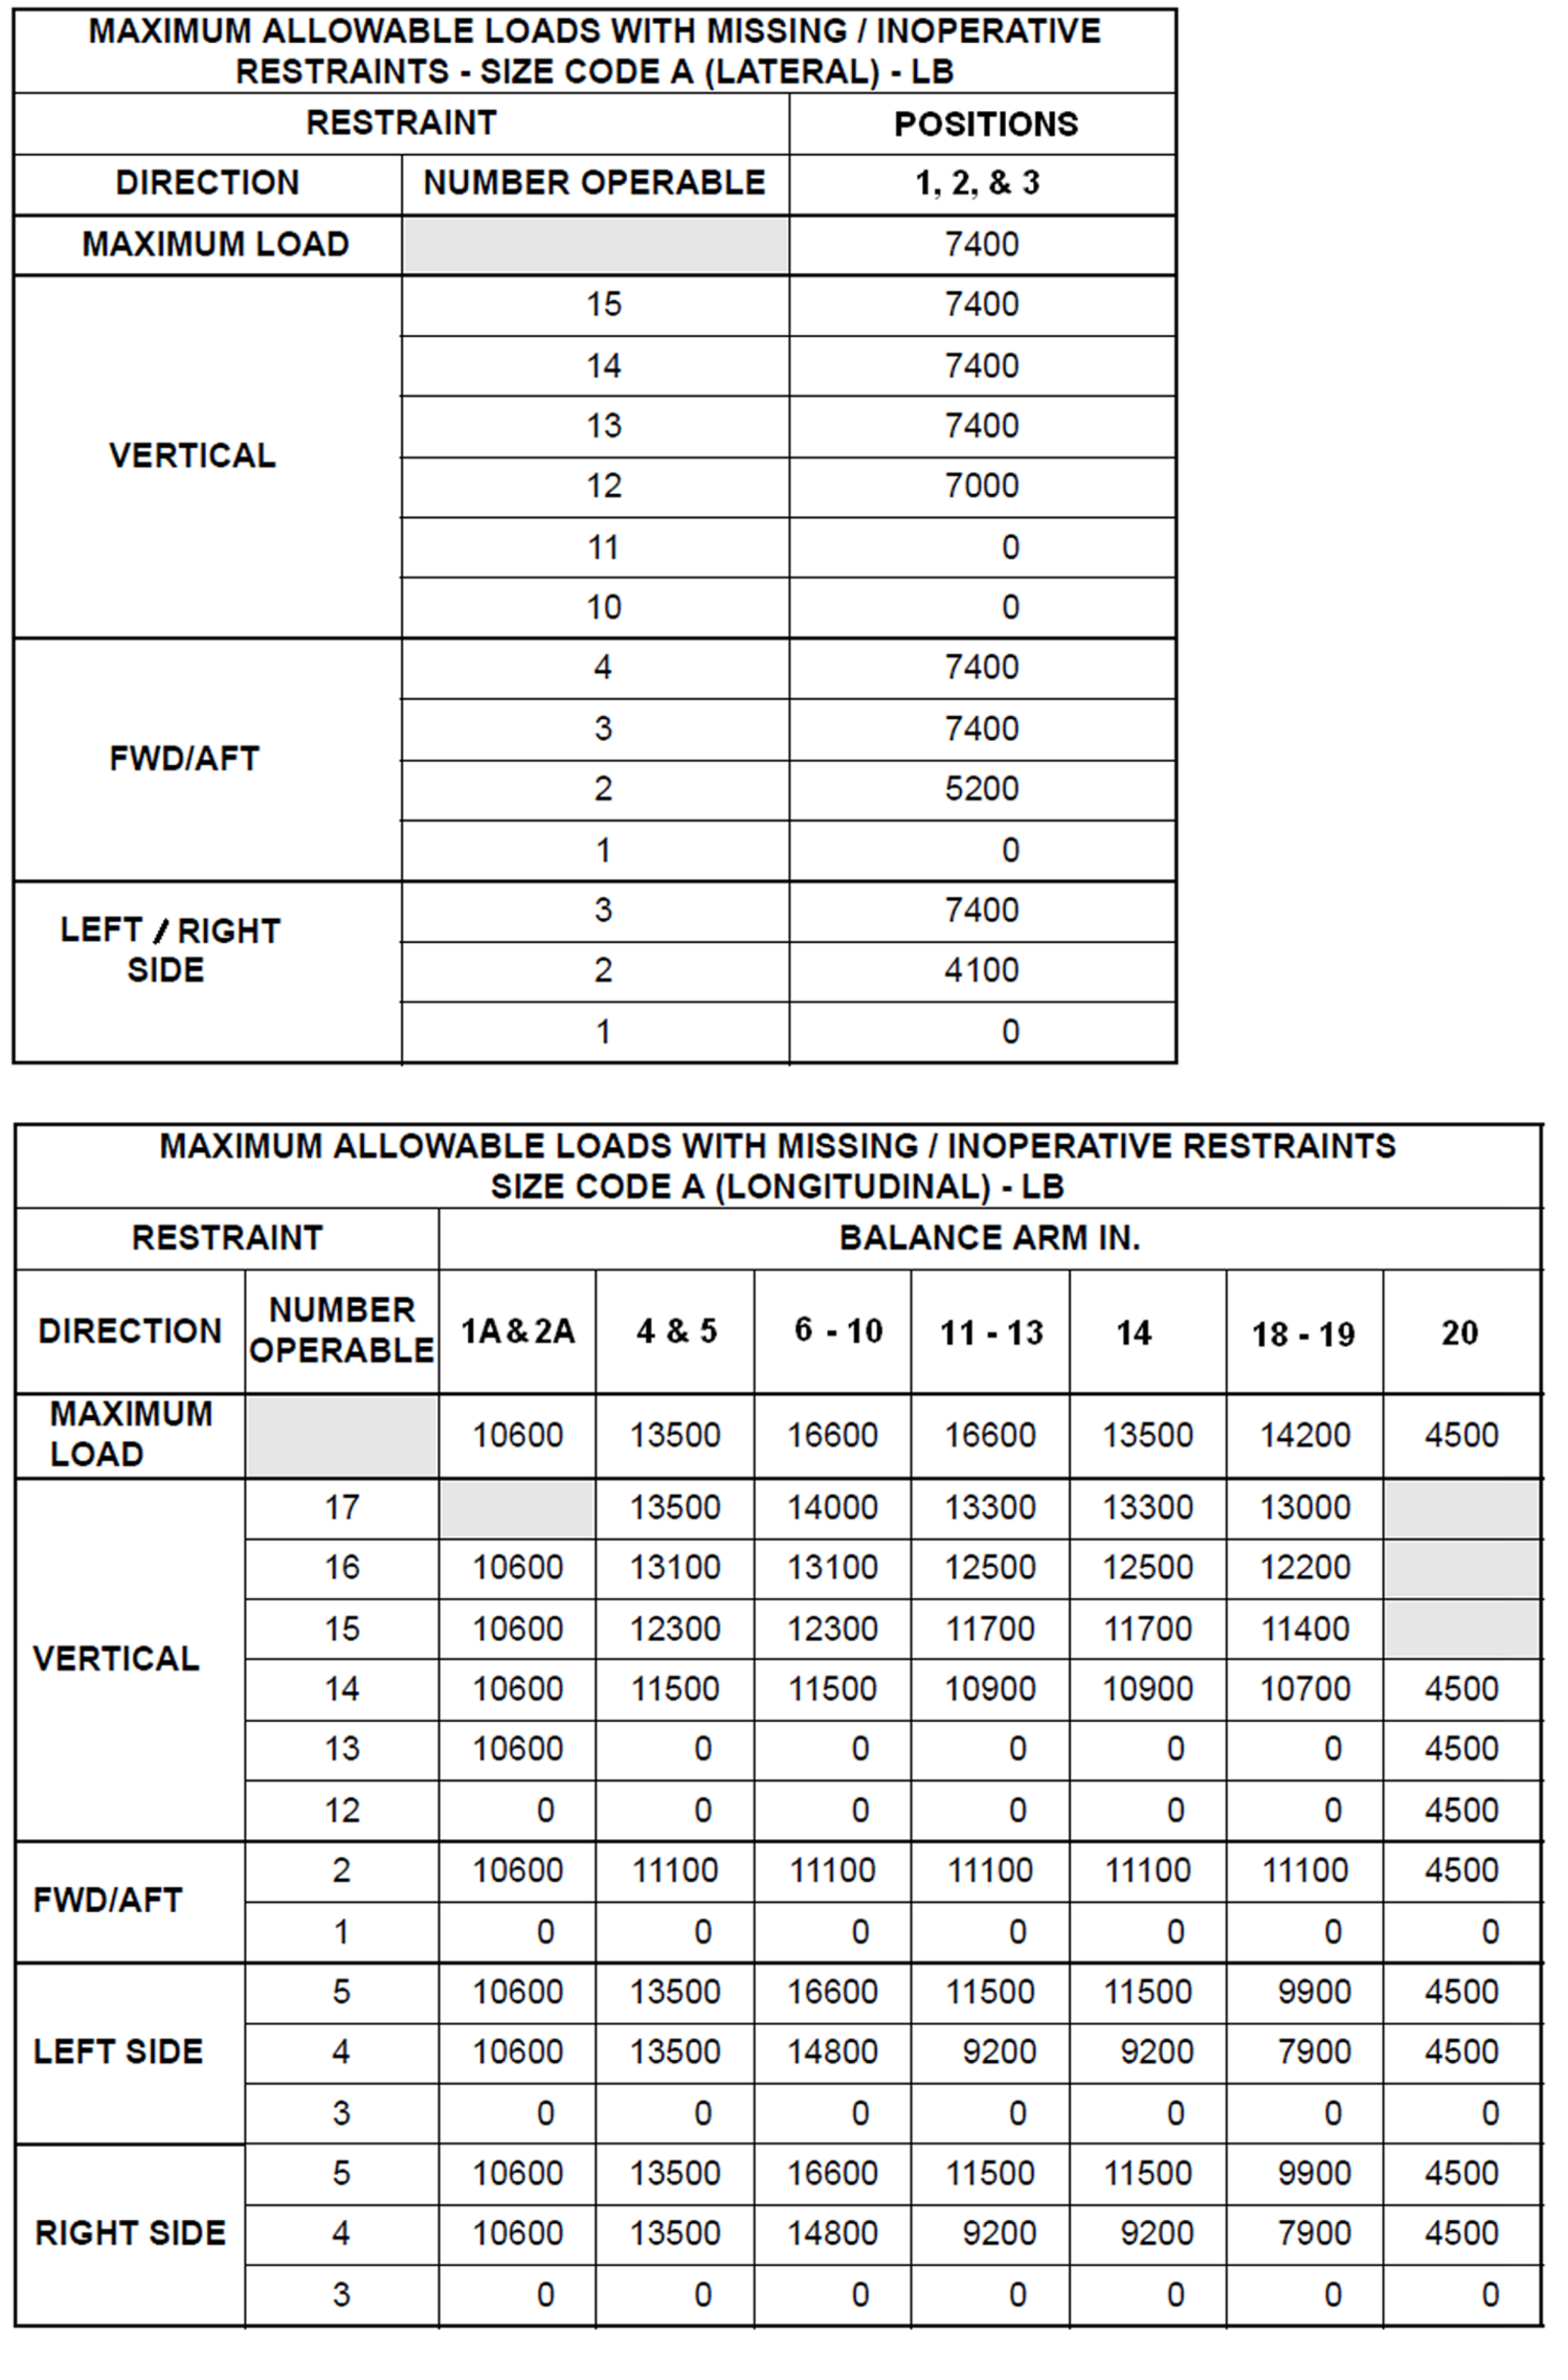 MAXIMUM ALLOWABLE LOADS WITH MISSING / INOPERATIVE
RESTRAINTS - SIZE CODE A (LATERAL) - LB
RESTRAINT POSITIONS
DIRECTION NUMBER OPERABLE 1, 2, & 3
MAXIMUM LOAD 7400
15 7400
14 7400
13 7400
VERTICAL
12 7000
11 0
10 0
4 7400
3 7400
FWD/AFT
2 5200
1 0
3 7400
LEFT / RIGHT
SIDE
2 4100
1 0
MAXIMUM ALLOWABLE LOADS WITH MISSING / INOPERATIVE RESTRAINTS
SIZE CODE A (LONGITUDINAL) - LB
RESTRAINT BALANCE ARM IN.
DIRECTION NUMBER OPERABLE 1A & 2A 4 & 5 6 - 10 11 - 13 14 18 - 19 20
MAXIMUM LOAD 10600 13500 16600 16600 13500 14200 4500
17 13500 14000 13300 13300 13000
16 10600 13100 13100 12500 12500 12200
15 10600 12300 12300 11700 11700 11400
VERTICAL
14 10600 11500 11500 10900 10900 10700 4500
13 10600 0 0 0 0 0 4500
12 0 0 0 0 0 0 4500
2 10600 11100 11100 11100 11100 11100 4500
FWD/AFT
1 0 0 0 0 0 0 0
5 10600 13500 16600 11500 11500 9900 4500
LEFT SIDE 4 10600 13500 14800 9200 9200 7900 4500
3 0 0 0 0 0 0 0
5 10600 13500 16600 11500 11500 9900 4500
RIGHT SIDE 4 10600 13500 14800 9200 9200 7900 4500
3 0 0 0 0 0 0 0